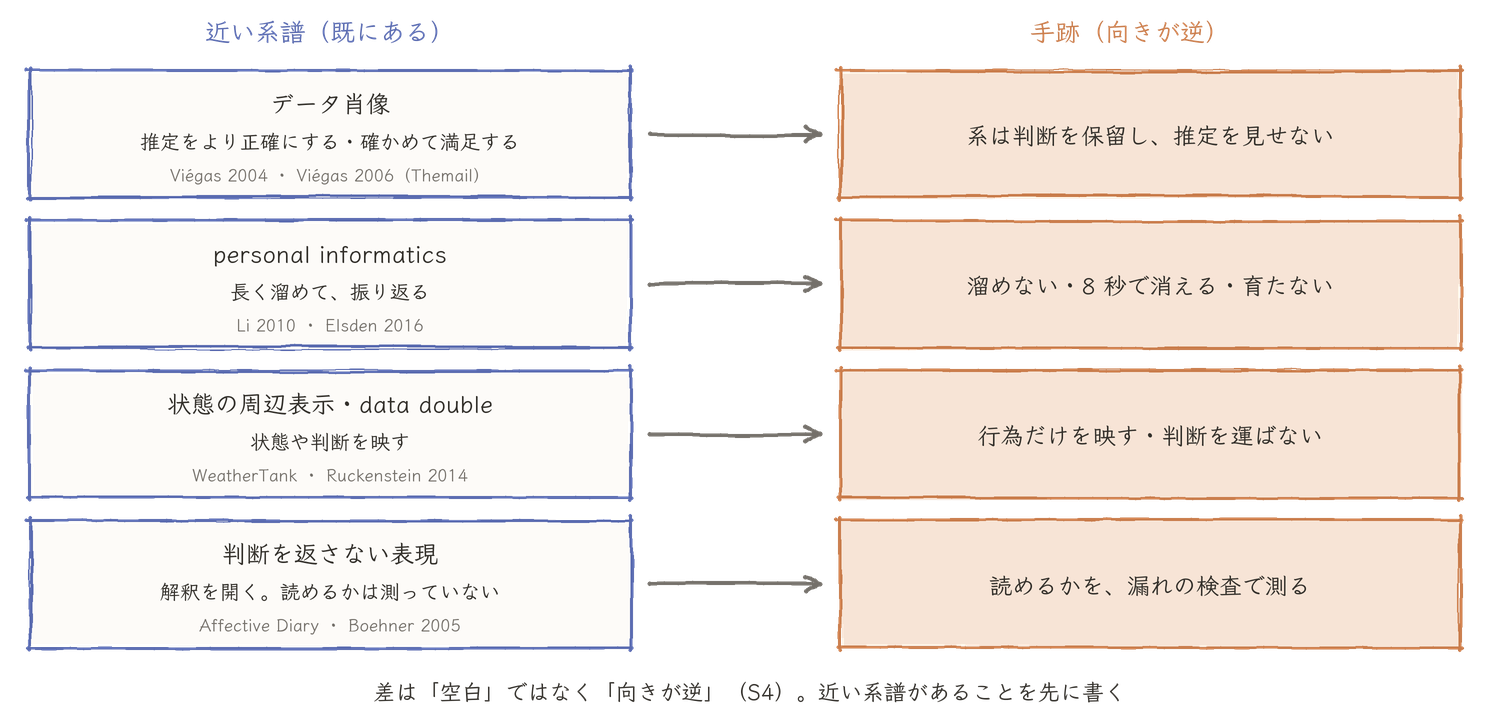 近い系譜（既にある）
手跡（向きが逆）
データ肖像
推定をより正確にする・確かめて満足する
Viégas 2004 ・ Viégas 2006（Themail）
系は判断を保留し、推定を見せない
personal informatics
長く溜めて、振り返る
Li 2010 ・ Elsden 2016
溜めない・8 秒で消える・育たない
状態の周辺表示・data double
状態や判断を映す
WeatherTank ・ Ruckenstein 2014
行為だけを映す・判断を運ばない
判断を返さない表現
解釈を開く。読めるかは測っていない
Affective Diary ・ Boehner 2005
読めるかを、漏れの検査で測る
差は「空白」ではなく「向きが逆」（S4）。近い系譜があることを先に書く